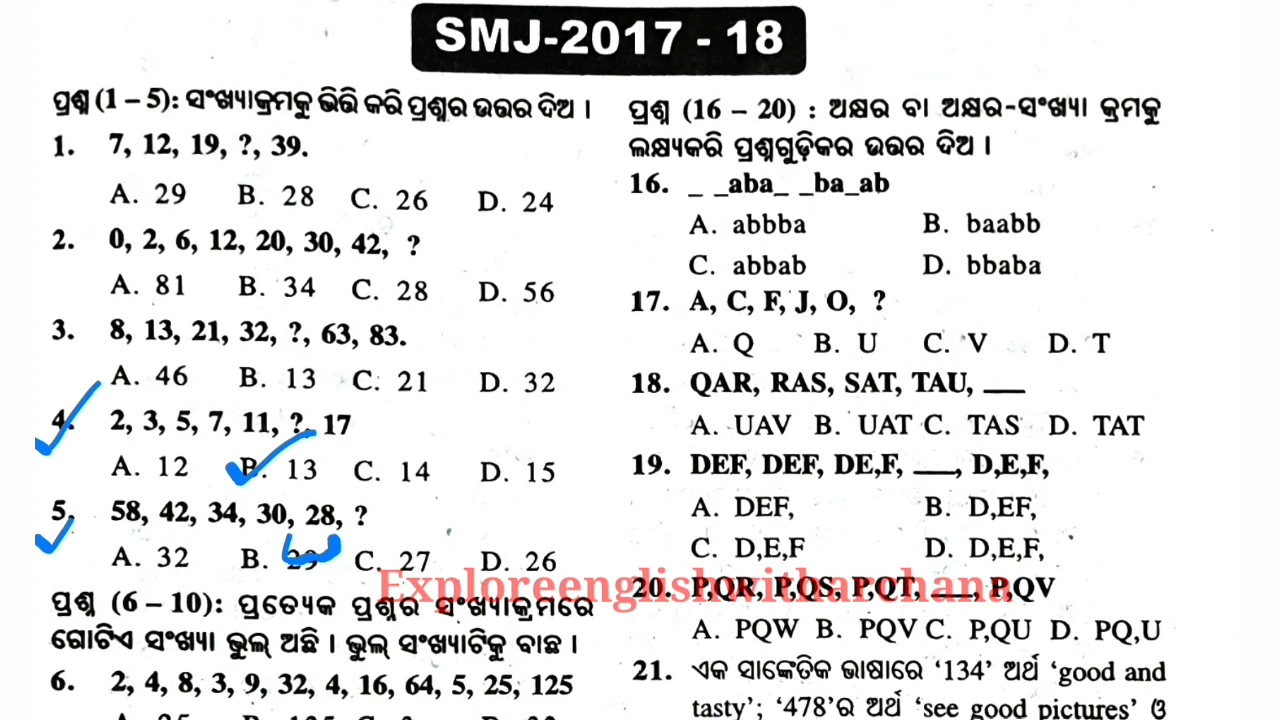 SMJ-2017 - 18
ପ୍ରଶ୍ନ (1 – 5): ସଂଖ୍ୟାକ୍ରମକୁ ଭିତ୍ତି କରି ପ୍ରଶ୍ନର ଉତ୍ତର ଦିଅ ।
1. 7, 12, 19, ?, 39.
A. 29 B. 28 C. 26 D. 24
2. 0, 2, 6, 12, 20, 30, 42, ?
A. 81 B. 34 C. 28 D. 56
3. 8, 13, 21, 32, ?, 63, 83.
A. 46 B. 13 C. 21 D. 32
4. 2, 3, 5, 7, 11, ?, 17
A. 12 B. 13 C. 14 D. 15
5. 58, 42, 34, 30, 28, ?
A. 32 B. 29 C. 27 D. 26
ପ୍ରଶ୍ନ (6 – 10): ପ୍ରତ୍ୟେକ ପ୍ରଶ୍ନର ସଂଖ୍ୟାକ୍ରମରେ
ଗୋଟିଏ ସଂଖ୍ୟା ଭୁଲ୍ ଅଛି । ଭୁଲ୍ ସଂଖ୍ୟାଟିକୁ ବାଛ ।
6. 2, 4, 8, 3, 9, 32, 4, 16, 64, 5, 25, 125
ପ୍ରଶ୍ନ (16 – 20) : ଅକ୍ଷର ବା ଅକ୍ଷର-ସଂଖ୍ୟା କ୍ରମକୁ
ଲକ୍ଷ୍ୟକରି ପ୍ରଶ୍ନଗୁଡ଼ିକର ଉତ୍ତର ଦିଅ ।
16. _ _aba_ _ba_ab
A. abbba B. baabb
C. abbab D. bbaba
17. A, C, F, J, O, ?
A. Q B. U C. V D. T
18. QAR, RAS, SAT, TAU, ___
A. UAV B. UAT C. TAS D. TAT
19. DEF, DEF, DE,F, ___, D,E,F,
A. DEF, B. D,EF,
C. D,E,F D. D,E,F,
20. P,QR, P,QS, P,QT, ___, P,QV
A. PQW B. PQV C. P,QU D. PQ,U
21. ଏକ ସାଙ୍କେତିକ ଭାଷାରେ ‘134’ ଅର୍ଥ ‘good and
tasty’; ‘478’ର ଅର୍ଥ ‘see good pictures’ ଓ
Exploreenglishwitharchana